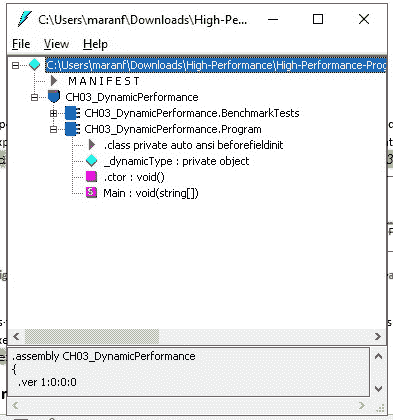 C:\Users\maranf\Downloads\High-Pe...
File View Help
C:\Users\maranf\Downloads\High-Performance\High-Performance-Prog
M A N I F E S T
CH03_DynamicPerformance
CH03_DynamicPerformance.BenchmarkTests
CH03_DynamicPerformance.Program
.class private auto ansi beforefieldinit
_dynamicType : private object
.ctor : void()
S Main : void(string[])
.assembly CH03_DynamicPerformance
{
.ver 1:0:0:0